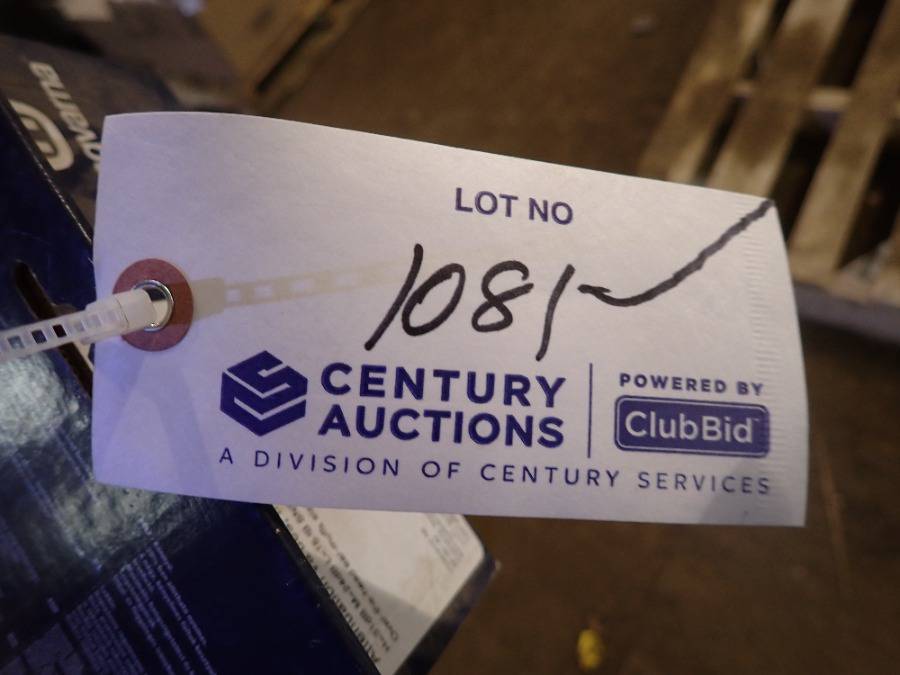 LOT NO
1081
CENTURY
AUCTIONS
A DIVISION OF CENTURY SERVICES
POWERED BY
ClubBid